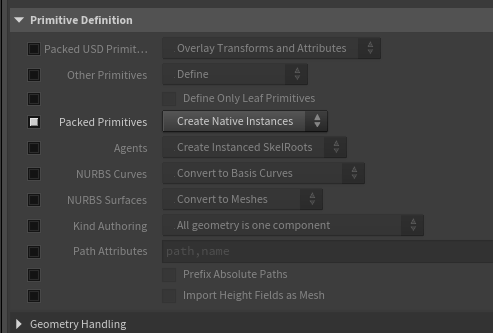 Primitive Definition
Packed USD Primit... Overlay Transforms and Attributes
Other Primitives Define
Define Only Leaf Primitives
Packed Primitives Create Native Instances
Agents Create Instanced SkelRoots
NURBS Curves Convert to Basis Curves
NURBS Surfaces Convert to Meshes
Kind Authoring All geometry is one component
Path Attributes path,name
Prefix Absolute Paths
Import Height Fields as Mesh
Geometry Handling